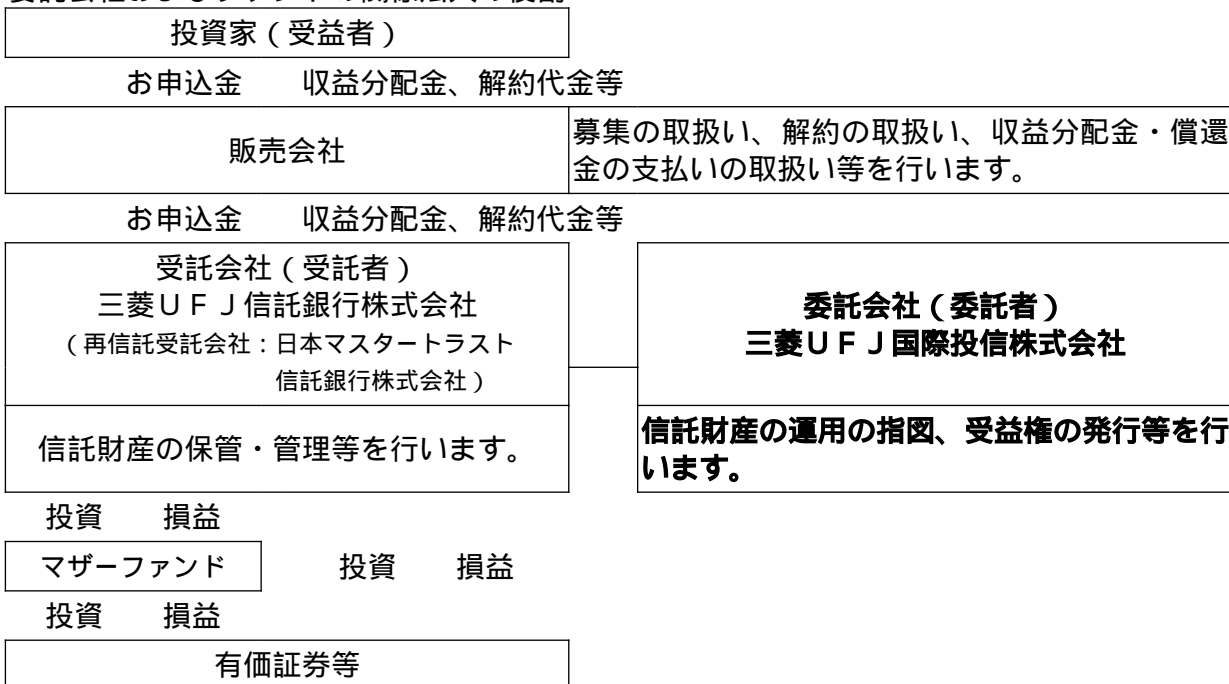 投資家(受益者)
お申込金　収益分配金、解約代金等
販売会社
募集の取扱い、解約の取扱い、収益分配金・償還
金の支払いの取扱い等を行います。
お申込金　収益分配金、解約代金等
受託会社(受託者)
三菱UFJ信託銀行株式会社
(再信託受託会社:日本マスタートラスト
信託銀行株式会社)
委託会社(委託者)
三菱UFJ国際投信株式会社
信託財産の保管・管理等を行います。
信託財産の運用の指図、受益権の発行等を行
います。
投資　損益
マザーファンド　投資　損益
投資　損益
有価証券等